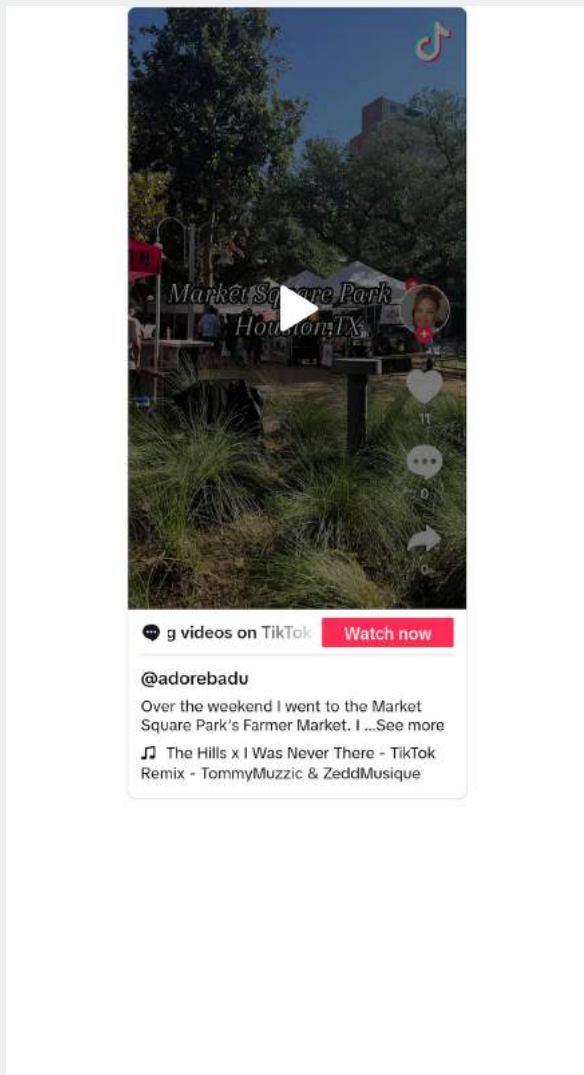 Market Square Park
Houston,TX
11
0
0
g videos on TikTok
Watch now
@adorebadu
Over the weekend I went to the Market
Square Park's Farmer Market. I ...See more
The Hills x I Was Never There - TikTok
Remix - TommyMuzzic & ZeddMusique